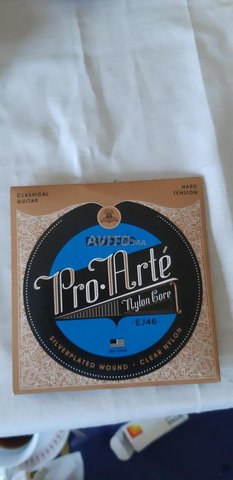 CLASSICAL
GUITAR
HARD
TENSION
Pro·Arté
Nylon Core
·EJ46·
SILVERPLATED WOUND · CLEAR NYLON